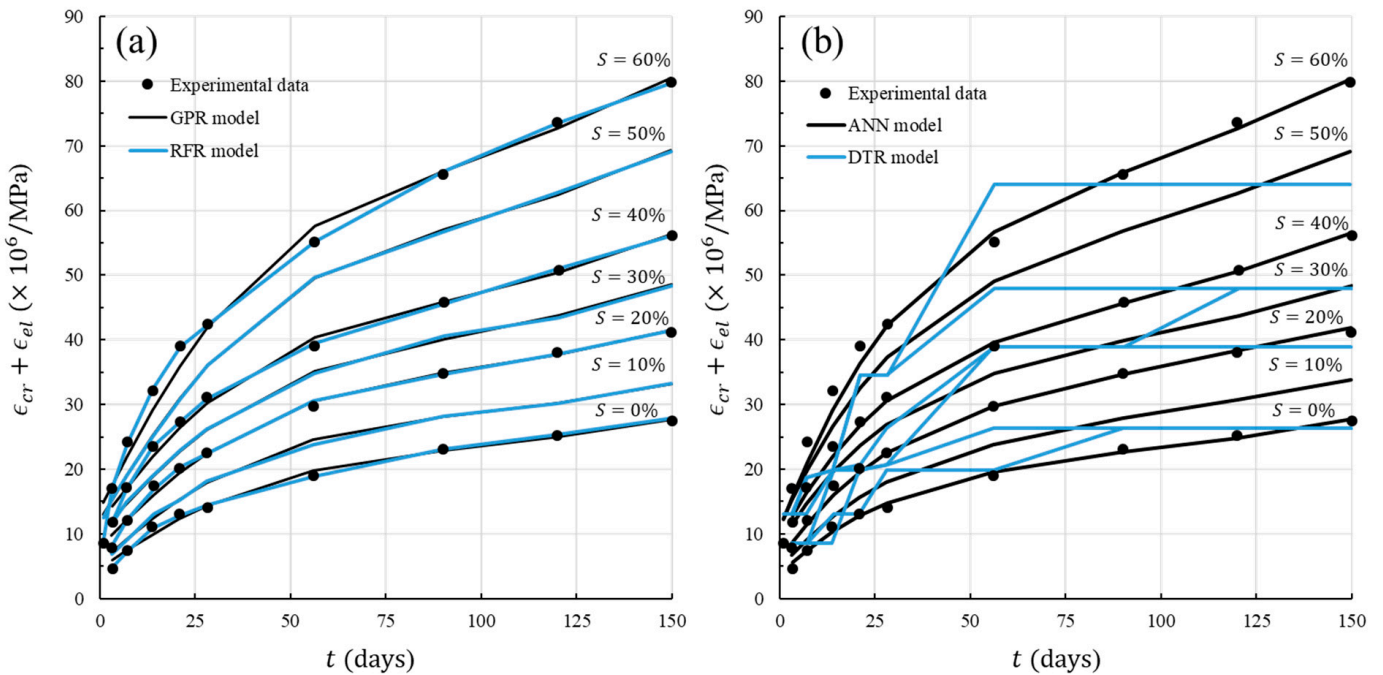 (a)
Experimental data
GPR model
RFR model
S = 60%
S = 50%
S = 40%
S = 30%
S = 20%
S = 10%
S = 0%
90
80
70
60
50
40
30
20
10
0
0
25
50
75
100
125
150
ϵcr + ϵel (× 10⁶/MPa)
t (days)
(b)
Experimental data
ANN model
DTR model
S = 60%
S = 50%
S = 40%
S = 30%
S = 20%
S = 10%
S = 0%
90
80
70
60
50
40
30
20
10
0
0
25
50
75
100
125
150
ϵcr + ϵel (× 10⁶/MPa)
t (days)